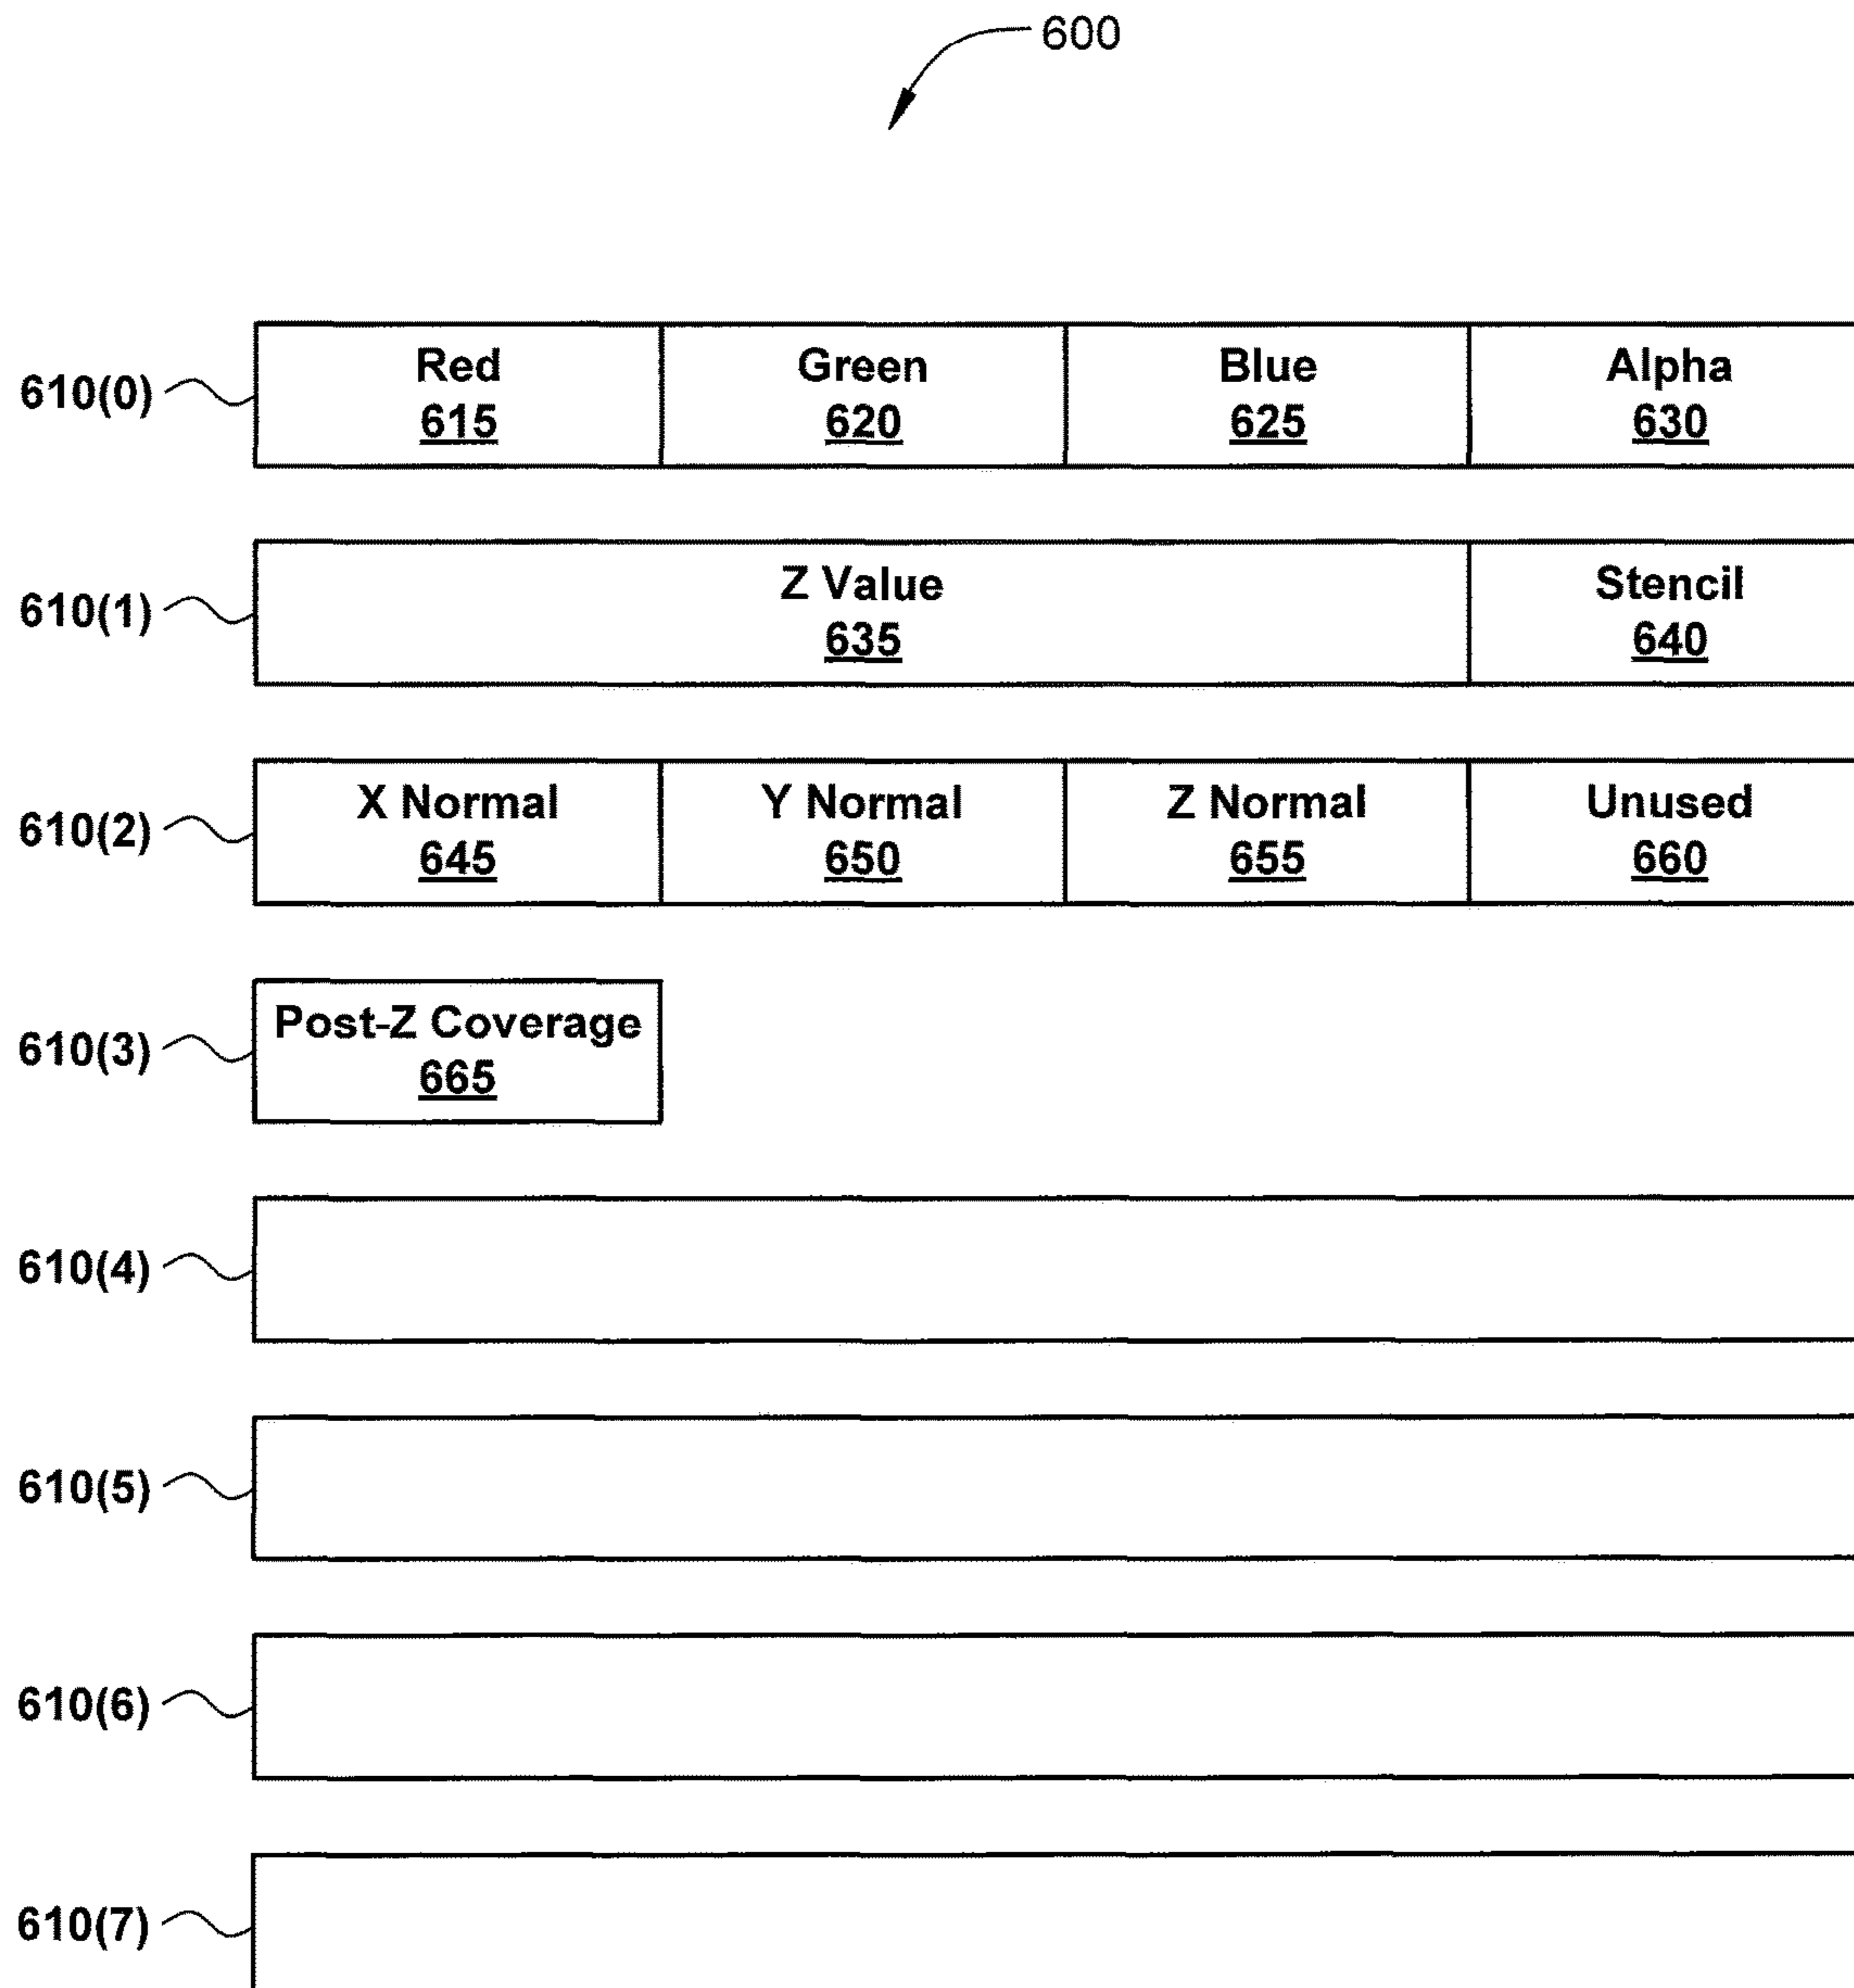 600
610(0) Red Green Blue Alpha
615 620 625 630
610(1) Z Value Stencil
635 640
610(2) X Normal Y Normal Z Normal Unused
645 650 655 660
610(3) Post-Z Coverage
665
610(4)
610(5)
610(6)
610(7)